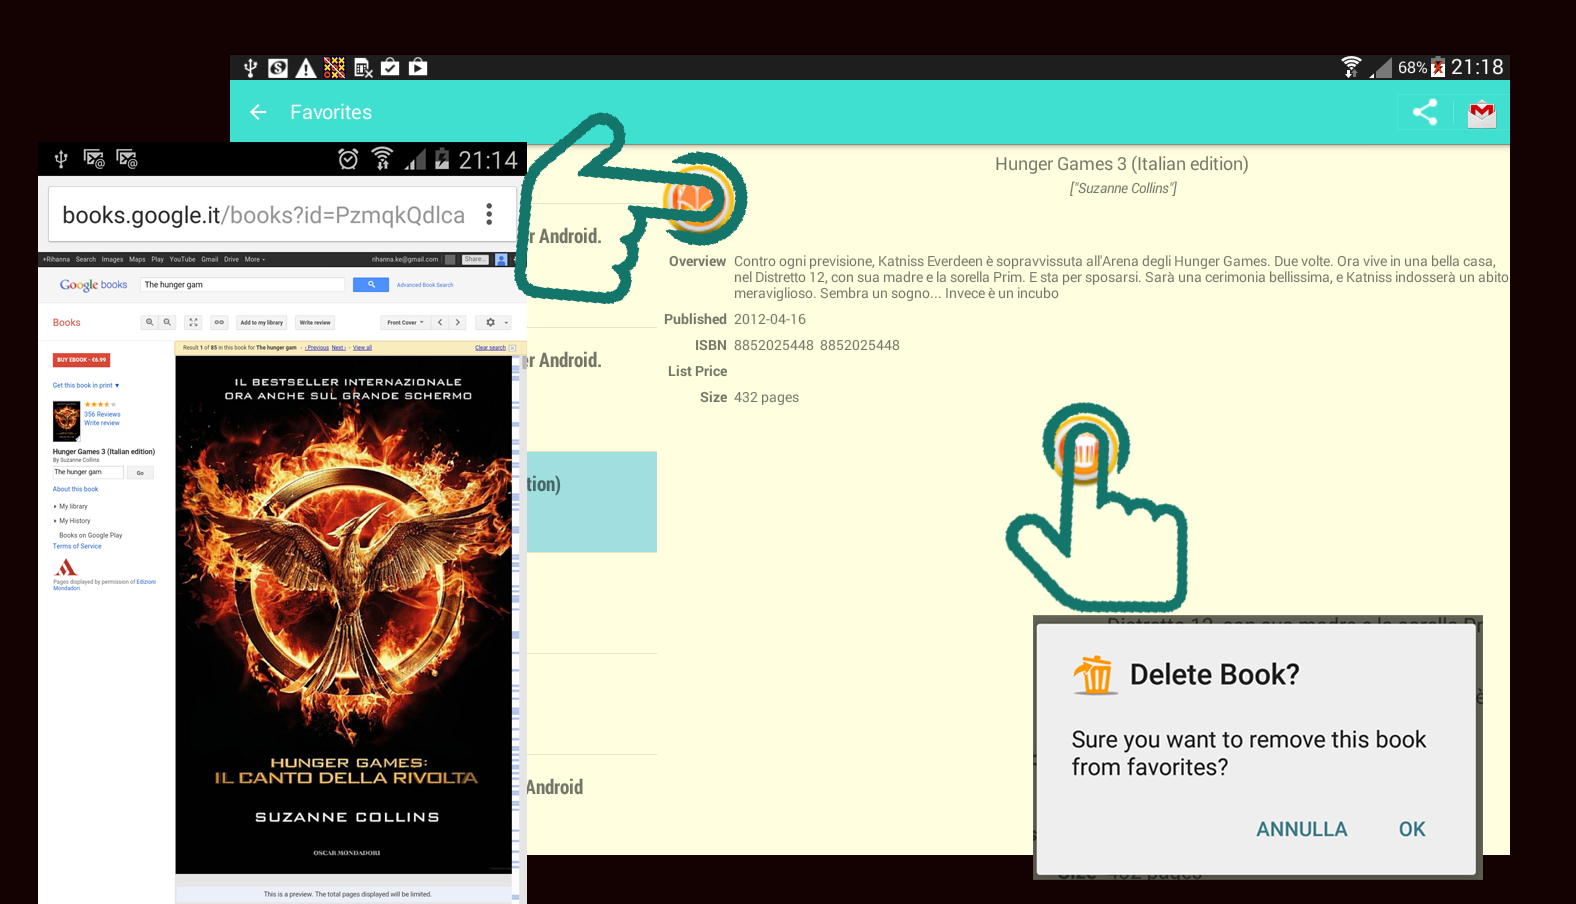 68% 21:18
Favorites
21:14
books.google.it/books?id=PzmqkQdlca
+Rihanna Search Images Maps Play YouTube Gmail Drive More
rihanna.ke@gmail.com Share...
Google books
The hunger gam
Advanced Book Search
Books
Add to my library
Write review
Front Cover
Result 1 of 85 in this book for The hunger gam - ‹ Previous Next › - View all
Clear search
BUY EBOOK - €6.99
Get this book in print ▼
356 Reviews
Write review
Hunger Games 3 (Italian edition)
By Suzanne Collins
The hunger gam
Go
About this book
My library
My History
Books on Google Play
Terms of Service
Pages displayed by permission of Edizioni
Mondadori.
IL BESTSELLER INTERNAZIONALE
ORA ANCHE SUL GRANDE SCHERMO
HUNGER GAMES:
IL CANTO DELLA RIVOLTA
SUZANNE COLLINS
OSCAR MONDADORI
This is a preview. The total pages displayed will be limited.
r Android.
r Android.
tion)
Android
Hunger Games 3 (Italian edition)
["Suzanne Collins"]
Overview Contro ogni previsione, Katniss Everdeen è sopravvissuta all'Arena degli Hunger Games. Due volte. Ora vive in una bella casa,
nel Distretto 12, con sua madre e la sorella Prim. E sta per sposarsi. Sarà una cerimonia bellissima, e Katniss indosserà un abito
meraviglioso. Sembra un sogno... Invece è un incubo
Published 2012-04-16
ISBN 8852025448 8852025448
List Price
Size 432 pages
Distretto 12, con sua madre e la sorella Pr
Delete Book?
Sure you want to remove this book
from favorites?
ANNULLA OK
Size 432 pages